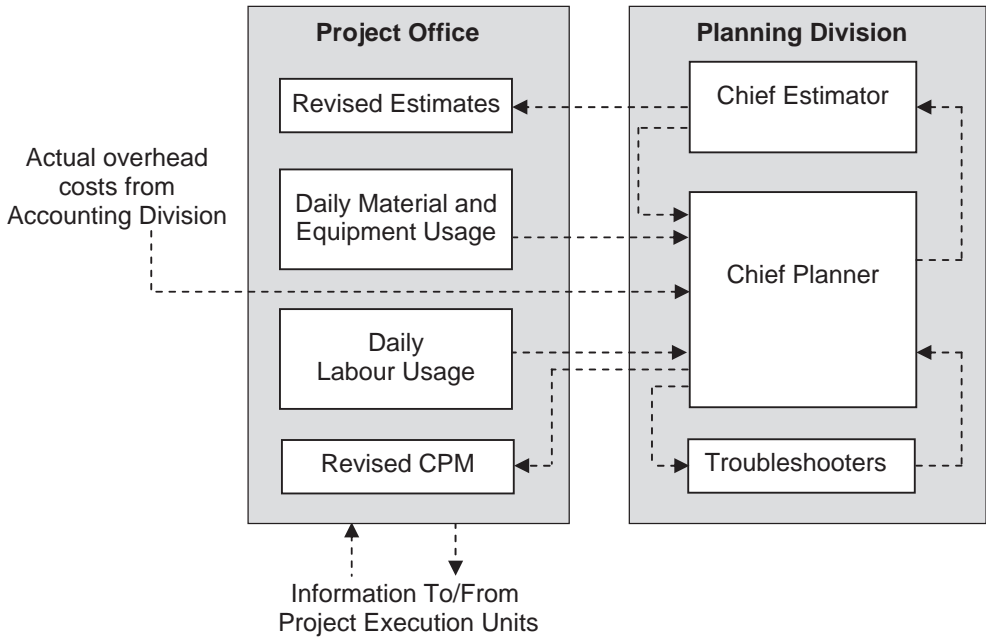 Project Office
Revised Estimates
Actual overhead
costs from
Accounting Division
Daily Material and
Equipment Usage
Daily
Labour Usage
Revised CPM
Planning Division
Chief Estimator
Chief Planner
Troubleshooters
Information To/From
Project Execution Units